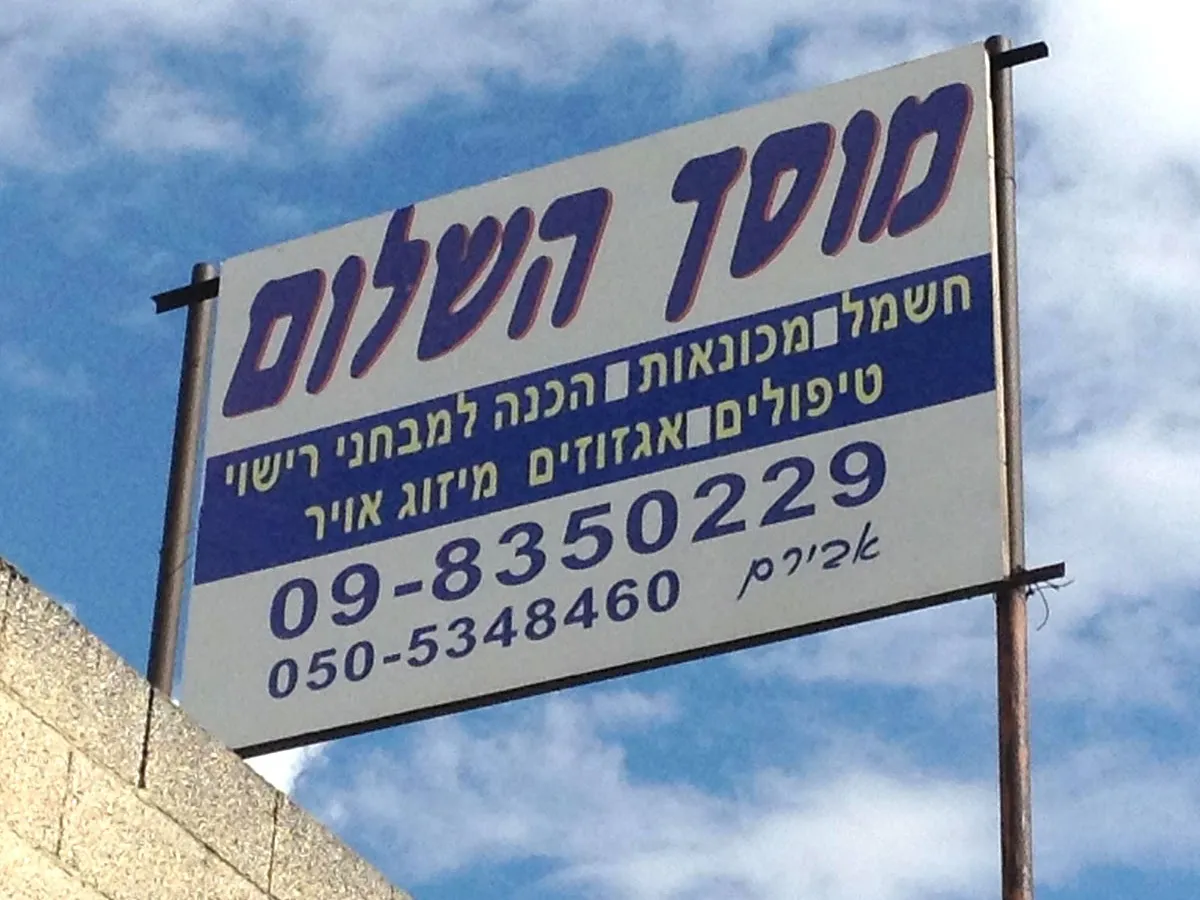 מוסך השלום
חשמל מכונאות הכנה למבחני רישוי
טיפולים אגזוזים מיזוג אויר
09-8350229
050-5348460 אבירם